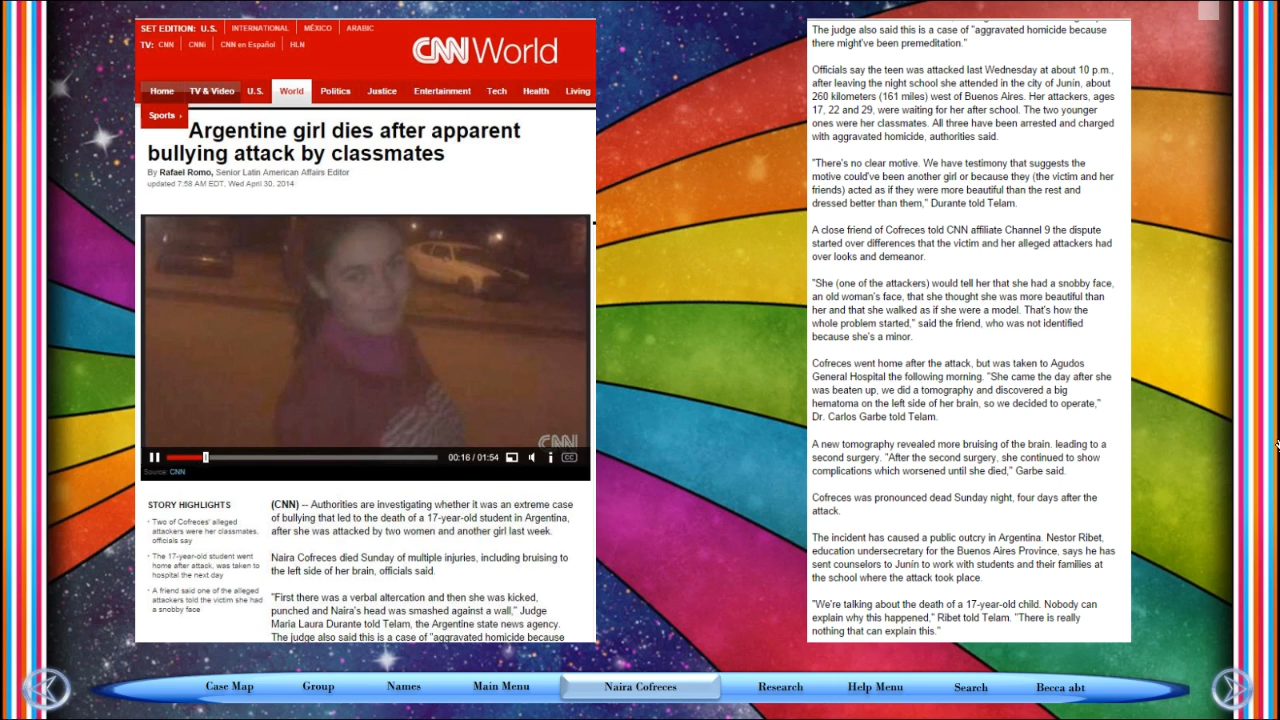 SET EDITION: U.S. INTERNATIONAL MÉXICO ARABIC
TV: CNN CNNi CNN en Español HLN
CNN World
Home TV & Video U.S. World Politics Justice Entertainment Tech Health Living
Sports
Argentine girl dies after apparent
bullying attack by classmates
By Rafael Romo, Senior Latin American Affairs Editor
updated 7:58 AM EDT, Wed April 30, 2014
CNN
00:16 / 01:54 CC
Source: CNN
STORY HIGHLIGHTS
Two of Cofreces' alleged
attackers were her classmates,
officials say
The 17-year-old student went
home after attack, was taken to
hospital the next day
A friend said one of the alleged
attackers told the victim she had
a snobby face
(CNN) -- Authorities are investigating whether it was an extreme case
of bullying that led to the death of a 17-year-old student in Argentina,
after she was attacked by two women and another girl last week.
Naira Cofreces died Sunday of multiple injuries, including bruising to
the left side of her brain, officials said.
"First there was a verbal altercation and then she was kicked,
punched and Naira's head was smashed against a wall," Judge
Maria Laura Durante told Telam, the Argentine state news agency.
The judge also said this is a case of "aggravated homicide because
The judge also said this is a case of "aggravated homicide because
there might've been premeditation."
Officials say the teen was attacked last Wednesday at about 10 p.m.,
after leaving the night school she attended in the city of Junín, about
260 kilometers (161 miles) west of Buenos Aires. Her attackers, ages
17, 22 and 29, were waiting for her after school. The two younger
ones were her classmates. All three have been arrested and charged
with aggravated homicide, authorities said.
"There's no clear motive. We have testimony that suggests the
motive could've been another girl or because they (the victim and her
friends) acted as if they were more beautiful than the rest and
dressed better than them," Durante told Telam.
A close friend of Cofreces told CNN affiliate Channel 9 the dispute
started over differences that the victim and her alleged attackers had
over looks and demeanor.
"She (one of the attackers) would tell her that she had a snobby face,
an old woman's face, that she thought she was more beautiful than
her and that she walked as if she were a model. That's how the
whole problem started," said the friend, who was not identified
because she's a minor.
Cofreces went home after the attack, but was taken to Agudos
General Hospital the following morning. "She came the day after she
was beaten up, we did a tomography and discovered a big
hematoma on the left side of her brain, so we decided to operate,"
Dr. Carlos Garbe told Telam.
A new tomography revealed more bruising of the brain. leading to a
second surgery. "After the second surgery, she continued to show
complications which worsened until she died," Garbe said.
Cofreces was pronounced dead Sunday night, four days after the
attack.
The incident has caused a public outcry in Argentina. Nestor Ribet,
education undersecretary for the Buenos Aires Province, says he has
sent counselors to Junín to work with students and their families at
the school where the attack took place.
"We're talking about the death of a 17-year-old child. Nobody can
explain why this happened," Ribet told Telam. "There is really
nothing that can explain this."
Case Map Group Names Main Menu Naira Cofreces Research Help Menu Search Becca abt